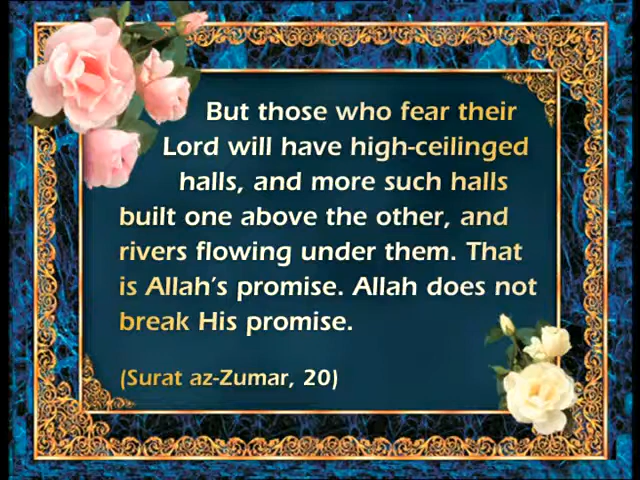 But those who fear their
Lord will have high-ceilinged
halls, and more such halls
built one above the other, and
rivers flowing under them. That
is Allah's promise. Allah does not
break His promise.
(Surat az-Zumar, 20)